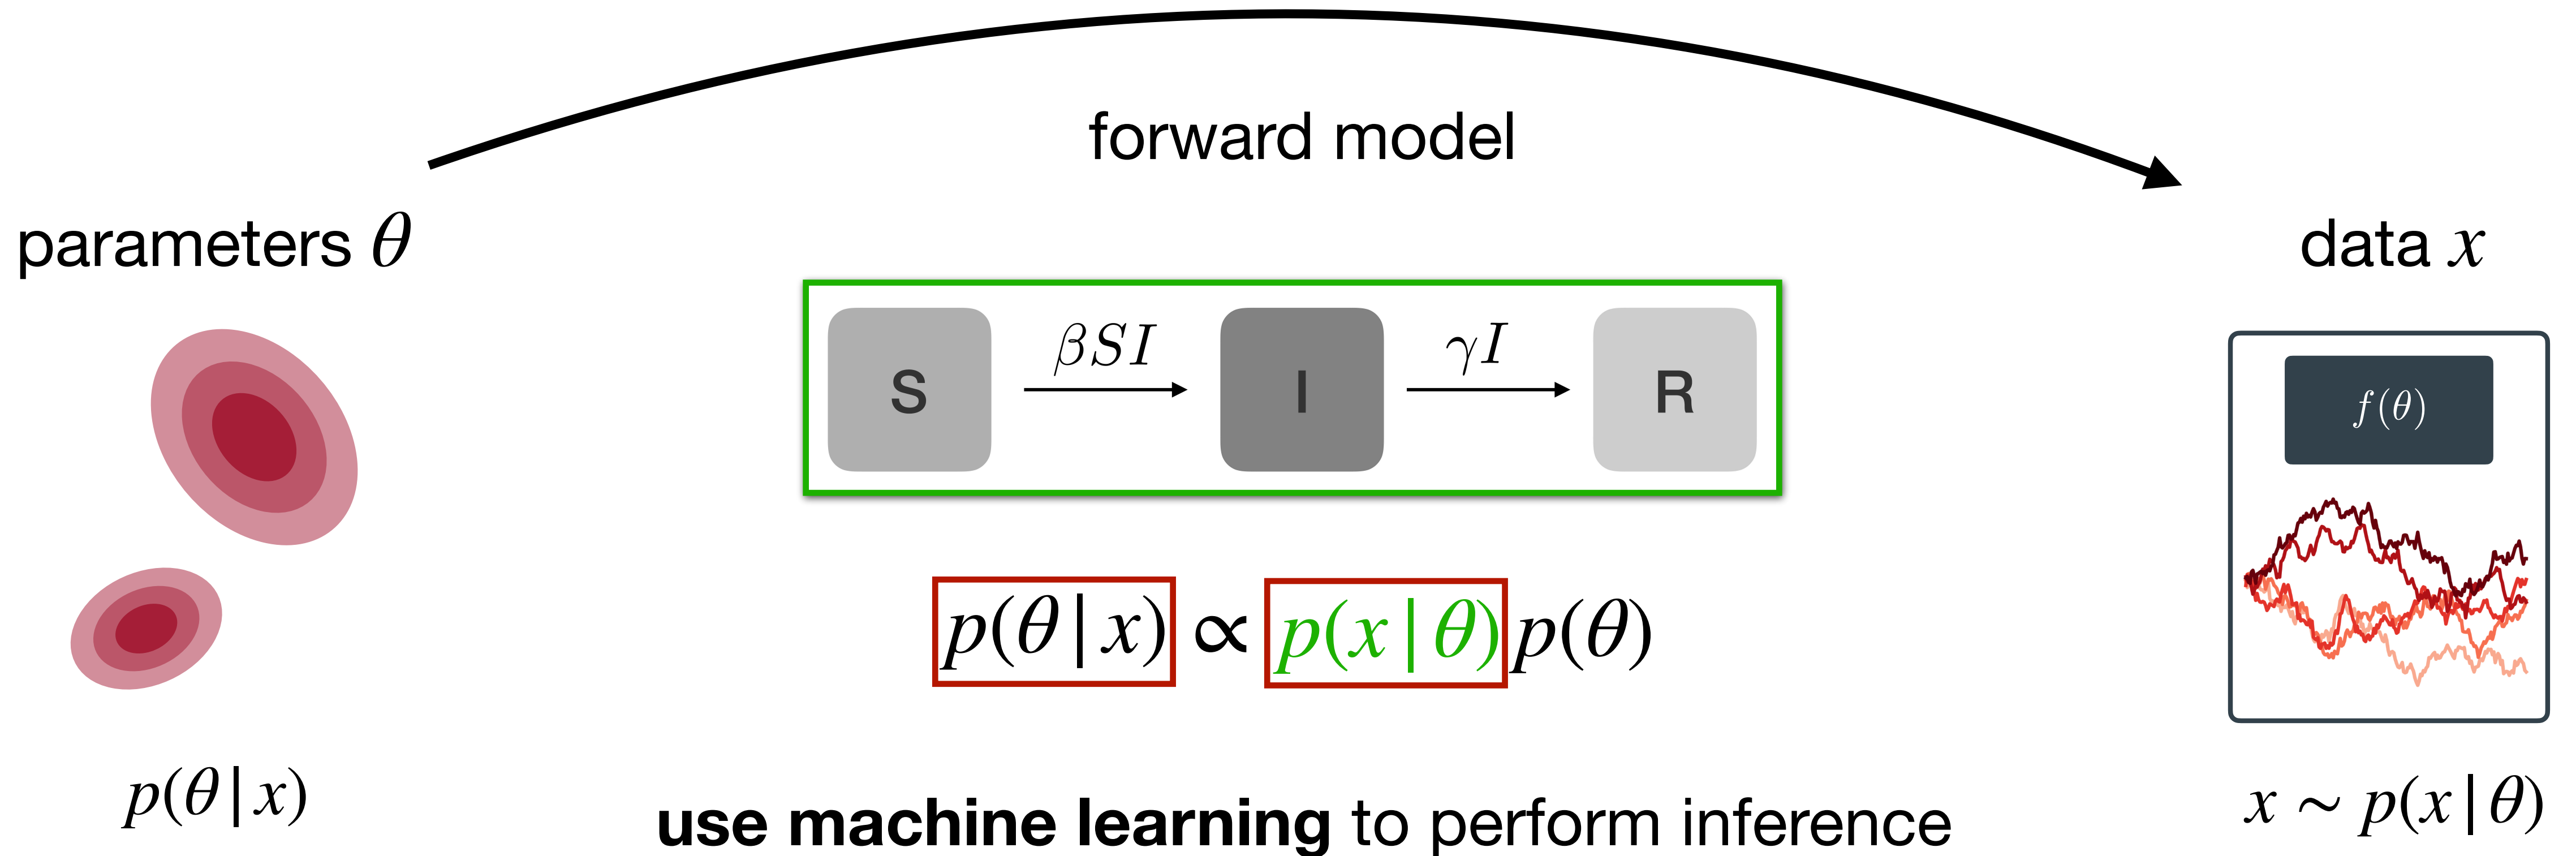 forward model
parameters θ
data x
S
βSI
I
γI
R
f(θ)
p(θ|x) ∝ p(x|θ)p(θ)
p(θ|x)
use machine learning to perform inference
x ~ p(x|θ)